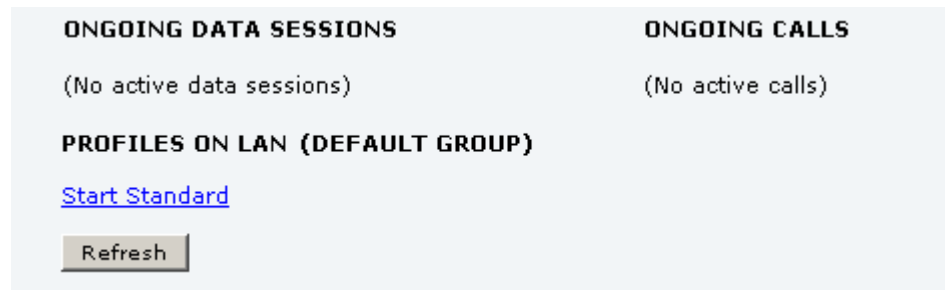 ONGOING DATA SESSIONS
ONGOING CALLS
(No active data sessions)
(No active calls)
PROFILES ON LAN (DEFAULT GROUP)
Start Standard
Refresh